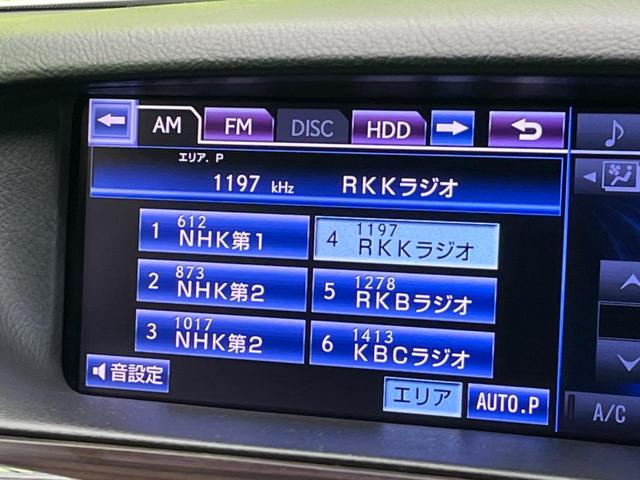 AM FM DISC HDD
エリア. P
1197 kHz RKKラジオ
1 612 NHK第1
4 1197 RKKラジオ
2 873 NHK第2
5 1278 RKBラジオ
3 1017 NHK第2
6 1413 KBCラジオ
音設定
エリア AUTO.P
A/C